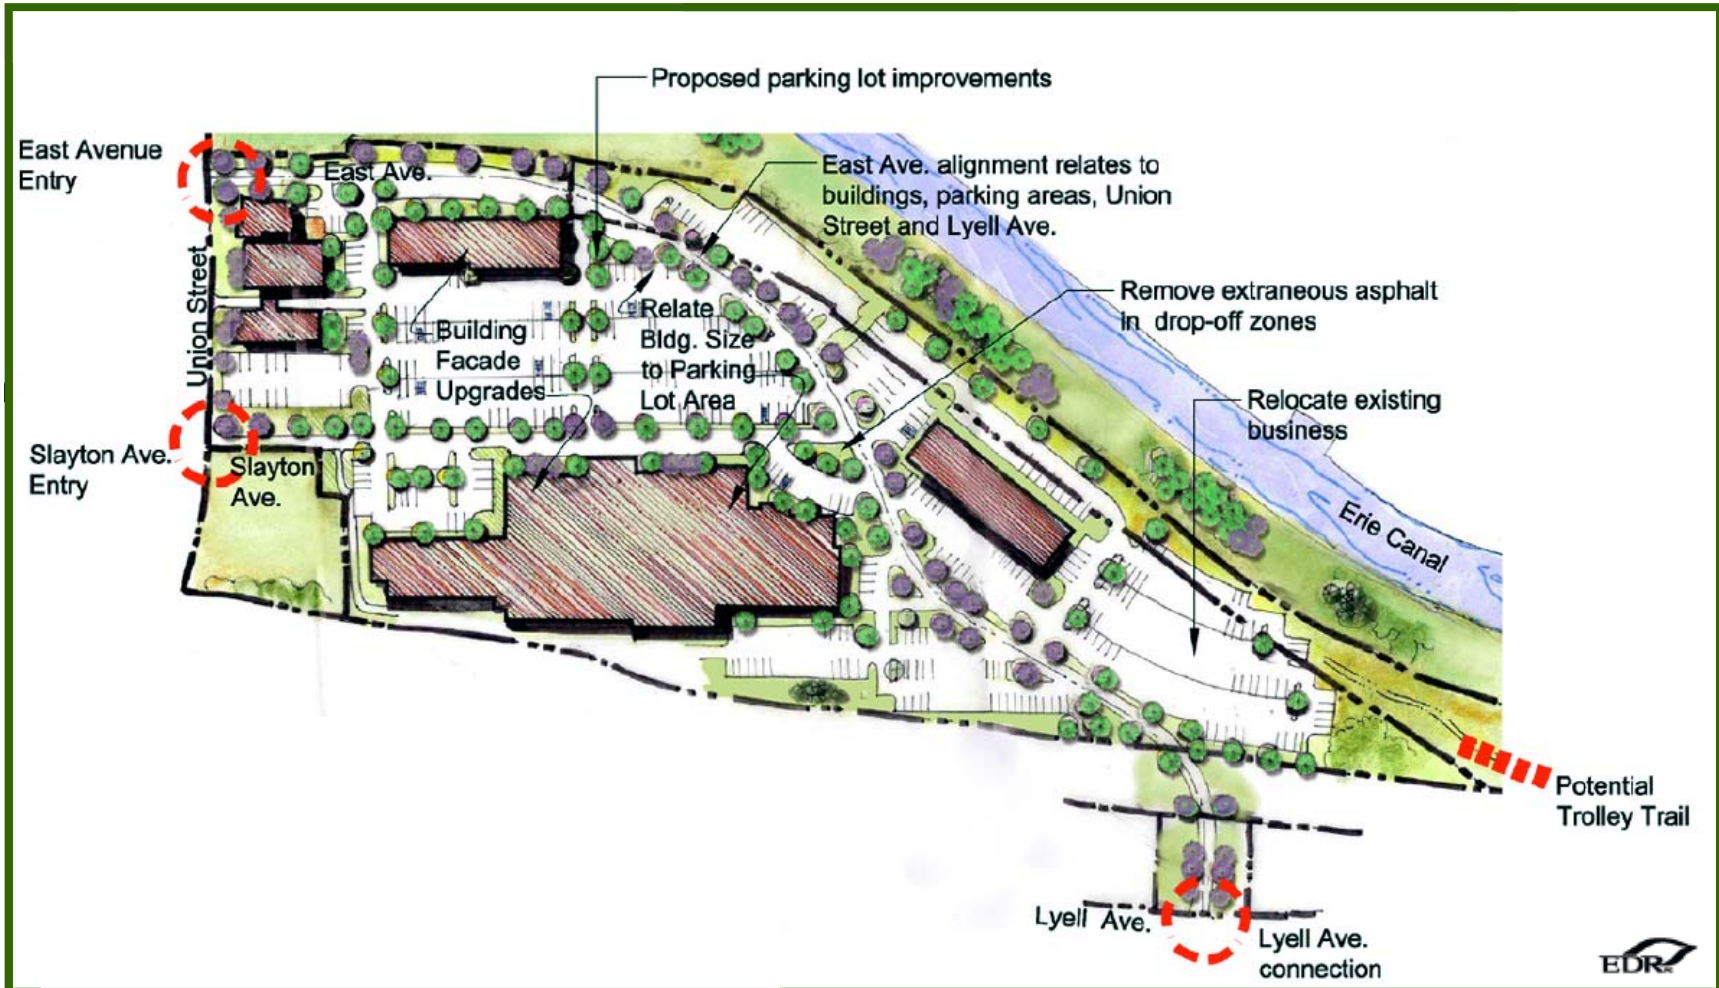 Proposed parking lot improvements
East Avenue
Entry
East Ave.
East Ave. alignment relates to
buildings, parking areas, Union
Street and Lyell Ave.
Union Street
Remove extraneous asphalt
in drop-off zones
Building
Facade
Upgrades
Relate
Bldg. Size
to Parking
Lot Area
Relocate existing
business
Slayton Ave.
Entry
Slayton
Ave.
Erie Canal
Potential
Trolley Trail
Lyell Ave.
Lyell Ave.
connection
EDR